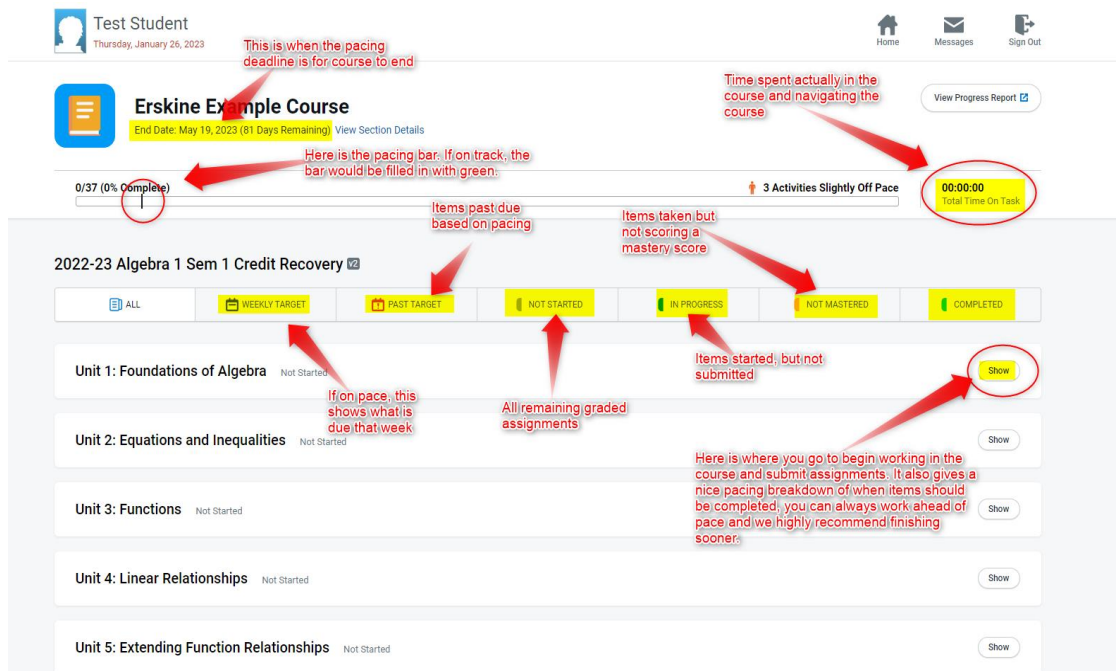 Test Student
Thursday, January 26, 2023
Home
Messages
Sign Out
This is when the pacing
deadline is for course to end
Time spent actually in the
course and navigating the
course
View Progress Report
Erskine Example Course
End Date: May 19, 2023 (81 Days Remaining) View Section Details
Here is the pacing bar. If on track, the
bar would be filled in with green.
0/37 (0% Complete)
3 Activities Slightly Off Pace
00:00:00
Total Time On Task
Items past due
based on pacing
Items taken but
not scoring a
mastery score
2022-23 Algebra 1 Sem 1 Credit Recovery v2
ALL
WEEKLY TARGET
PAST TARGET
NOT STARTED
IN PROGRESS
NOT MASTERED
COMPLETED
Items started, but not
submitted
Unit 1: Foundations of Algebra Not Started
Show
If on pace, this
shows what is
due that week
All remaining graded
assignments
Unit 2: Equations and Inequalities Not Started
Show
Here is where you go to begin working in the
course and submit assignments. It also gives a
nice pacing breakdown of when items should
be completed, you can always work ahead of
pace and we highly recommend finishing
sooner.
Unit 3: Functions Not Started
Show
Unit 4: Linear Relationships Not Started
Show
Unit 5: Extending Function Relationships Not Started
Show